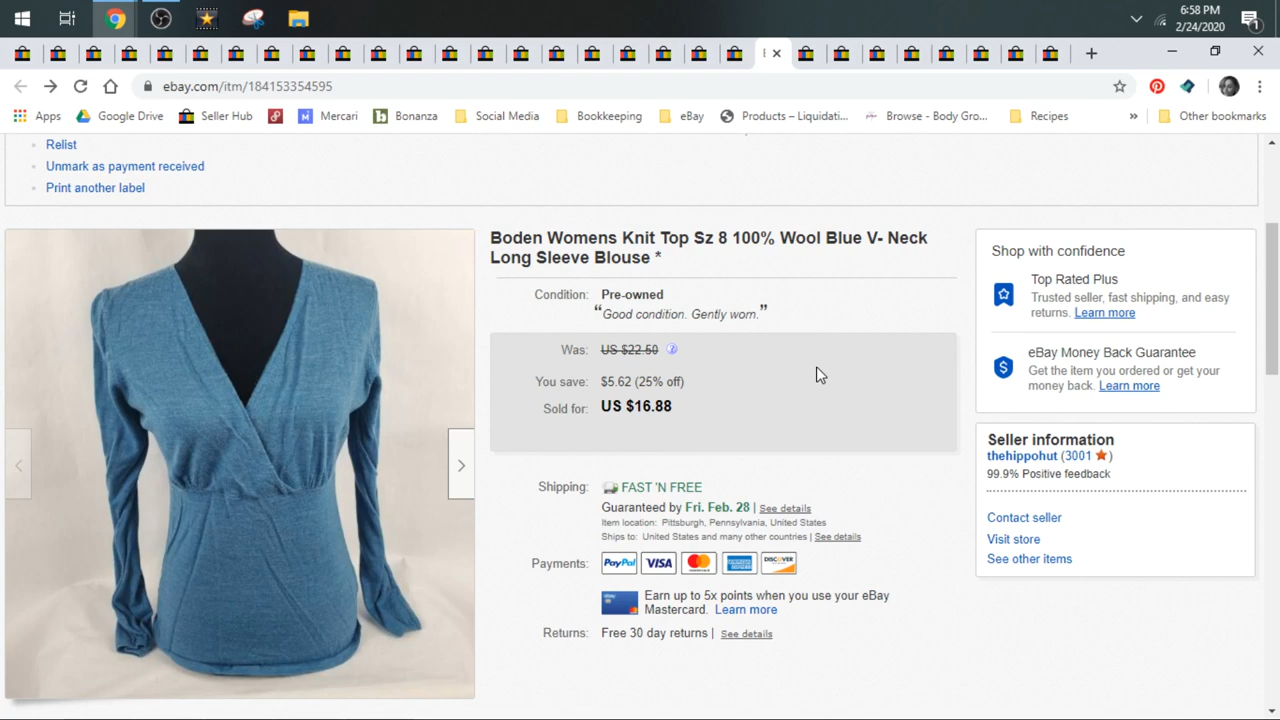 6:58 PM
2/24/2020
ebay.com/itm/184153354595
Apps
Google Drive
Seller Hub
Mercari
Bonanza
Social Media
Bookkeeping
eBay
Products – Liquidati...
Browse - Body Gro...
Recipes
»
Other bookmarks
Relist
Unmark as payment received
Print another label
Boden Womens Knit Top Sz 8 100% Wool Blue V- Neck
Long Sleeve Blouse *
Condition: Pre-owned
“Good condition. Gently worn.”
Was: US $22.50
You save: $5.62 (25% off)
Sold for: US $16.88
Shipping: FAST 'N FREE
Guaranteed by Fri. Feb. 28 | See details
Item location: Pittsburgh, Pennsylvania, United States
Ships to: United States and many other countries | See details
Payments: PayPal VISA MasterCard AMERICAN EXPRESS DISCOVER
Earn up to 5x points when you use your eBay
Mastercard. Learn more
Returns: Free 30 day returns | See details
Shop with confidence
Top Rated Plus
Trusted seller, fast shipping, and easy
returns. Learn more
eBay Money Back Guarantee
Get the item you ordered or get your
money back. Learn more
Seller information
thehippohut (3001 )
99.9% Positive feedback
Contact seller
Visit store
See other items